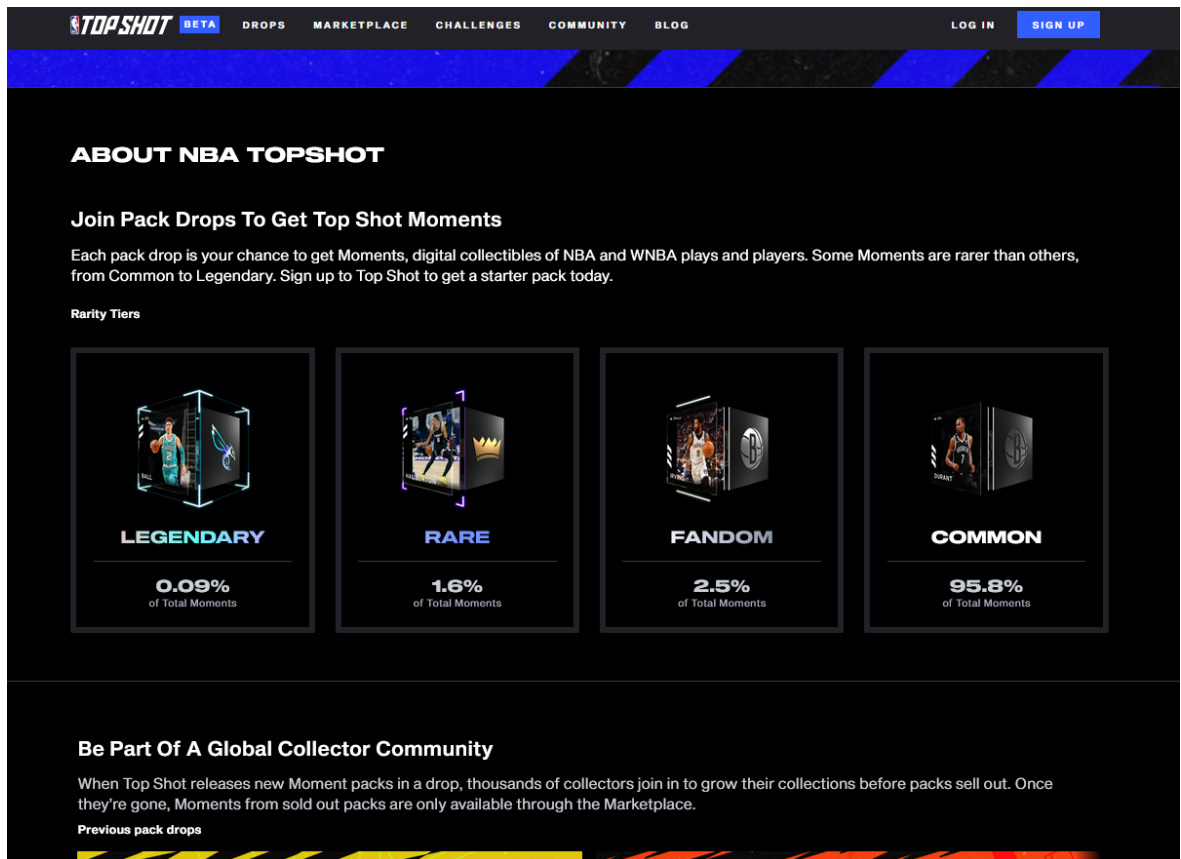 TOP SHOT BETA DROPS MARKETPLACE CHALLENGES COMMUNITY BLOG LOG IN SIGN UP
ABOUT NBA TOPSHOT
Join Pack Drops To Get Top Shot Moments
Each pack drop is your chance to get Moments, digital collectibles of NBA and WNBA plays and players. Some Moments are rarer than others,
from Common to Legendary. Sign up to Top Shot to get a starter pack today.
Rarity Tiers
BALL
DURANT
LEGENDARY RARE FANDOM COMMON
0.09% 1.6% 2.5% 95.8%
of Total Moments of Total Moments of Total Moments of Total Moments
Be Part Of A Global Collector Community
When Top Shot releases new Moment packs in a drop, thousands of collectors join in to grow their collections before packs sell out. Once
they're gone, Moments from sold out packs are only available through the Marketplace.
Previous pack drops